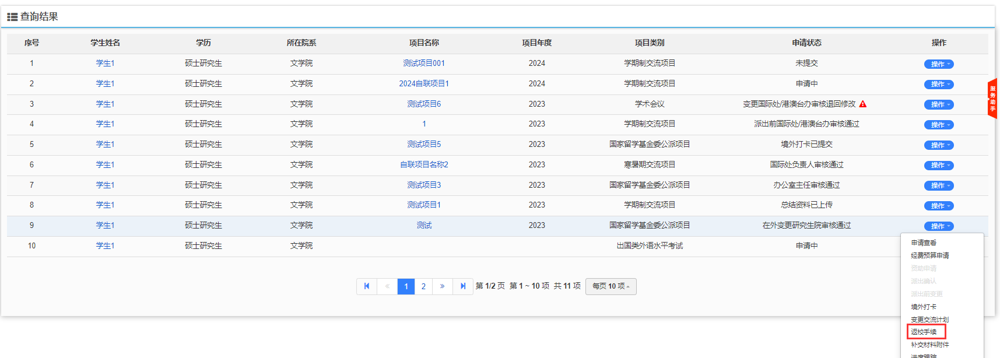 查询结果
序号 学生姓名 学历 所在院系 项目名称 项目年度 项目类别 申请状态 操作
1 学生1 硕士研究生 文学院 测试项目001 2024 学期制交流项目 未提交 操作
2 学生1 硕士研究生 文学院 2024自联项目1 2024 学期制交流项目 申请中 操作
3 学生1 硕士研究生 文学院 测试项目6 2023 学术会议 变更国际处/港澳台办审核退回修改 操作
4 学生1 硕士研究生 文学院 1 2023 学期制交流项目 派出前国际处/港澳台办审核通过 操作
5 学生1 硕士研究生 文学院 测试项目5 2023 国家留学基金委公派项目 境外打卡已提交 操作
6 学生1 硕士研究生 文学院 自联项目名称2 2023 寒暑期交流项目 国际处负责人审核通过 操作
7 学生1 硕士研究生 文学院 测试项目3 2023 国家留学基金委公派项目 办公室主任审核通过 操作
8 学生1 硕士研究生 文学院 测试项目1 2023 学期制交流项目 总结资料已上传 操作
9 学生1 硕士研究生 文学院 测试 2023 国家留学基金委公派项目 在外变更研究生院审核通过 操作
10 学生1 硕士研究生 文学院 出国类外语水平考试 申请中
1 2 » 第 1/2 页 第 1 ~ 10 项 共 11 项 每页 10 项
申请查看
经费预算申请
资助申请
派出确认
派出前变更
境外打卡
变更交流计划
返校手续
补交材料附件
进度跟踪
服务助手